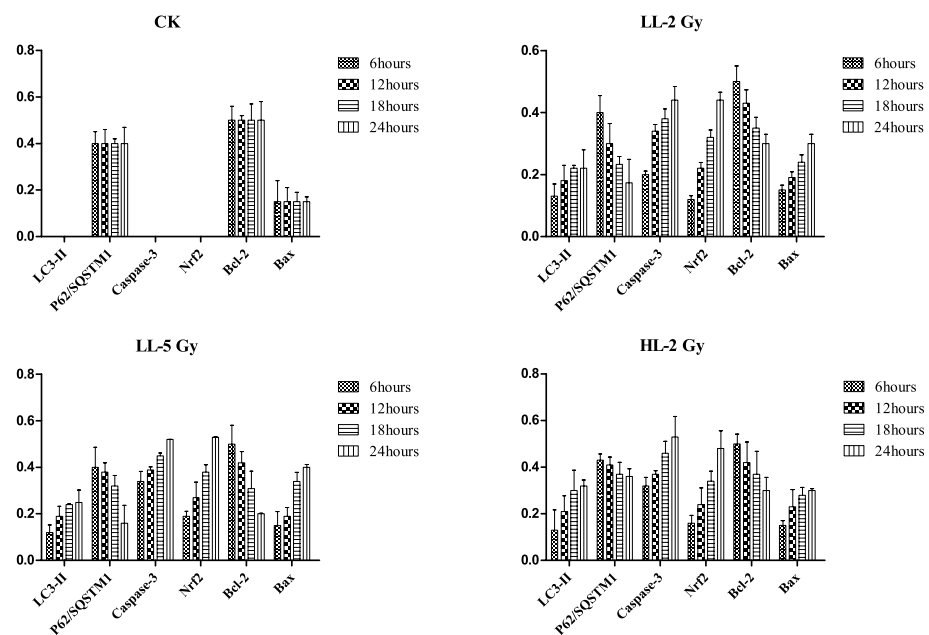 CK
0.8
0.6
0.4
0.2
0.0
LC3-II
P62/SQSTM1
Caspase-3
Nrf2
Bcl-2
Bax
6hours
12hours
18hours
24hours
LL-2 Gy
0.6
0.4
0.2
0.0
LC3-II
P62/SQSTM1
Caspase-3
Nrf2
Bcl-2
Bax
6hours
12hours
18hours
24hours
LL-5 Gy
0.8
0.6
0.4
0.2
0.0
LC3-II
P62/SQSTM1
Caspase-3
Nrf2
Bcl-2
Bax
6hours
12hours
18hours
24hours
HL-2 Gy
0.8
0.6
0.4
0.2
0.0
LC3-II
P62/SQSTM1
Caspase-3
Nrf2
Bcl-2
Bax
6hours
12hours
18hours
24hours